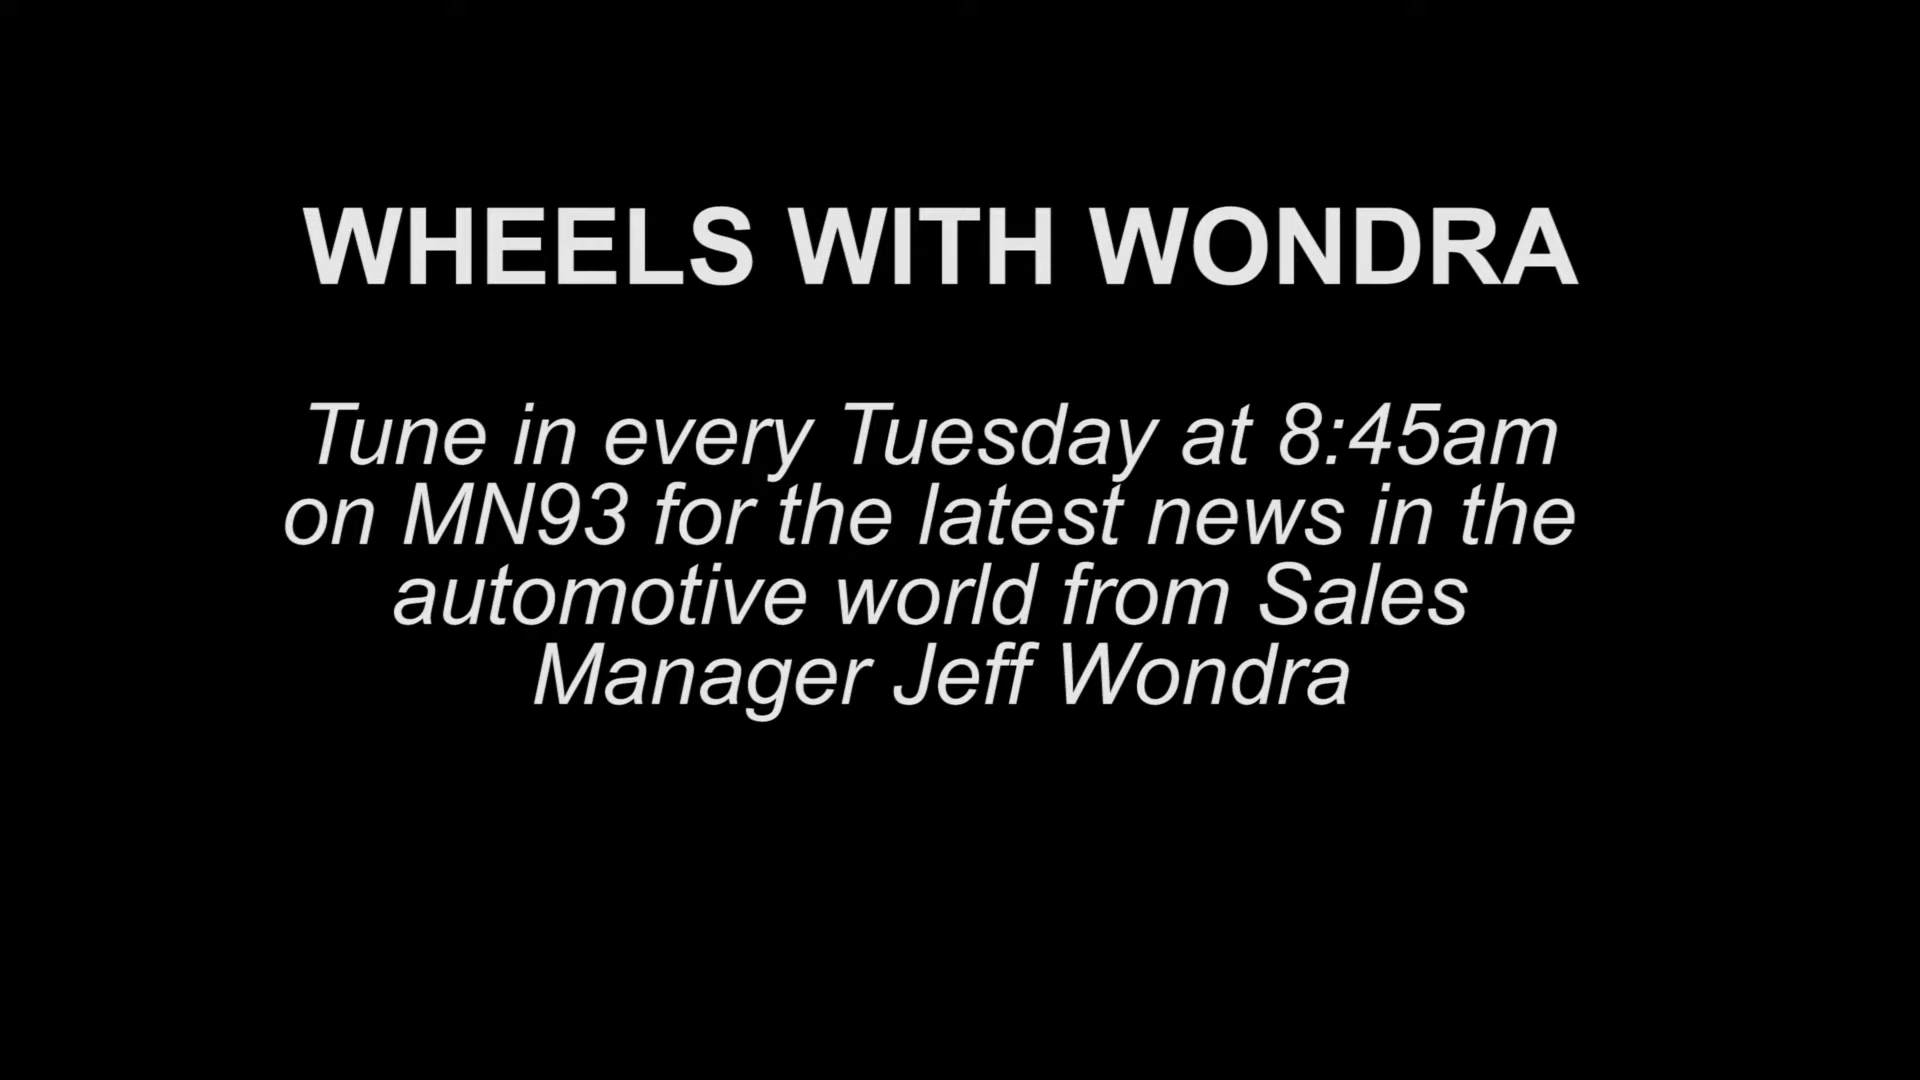 WHEELS WITH WONDRA
Tune in every Tuesday at 8:45am
on MN93 for the latest news in the
automotive world from Sales
Manager Jeff Wondra